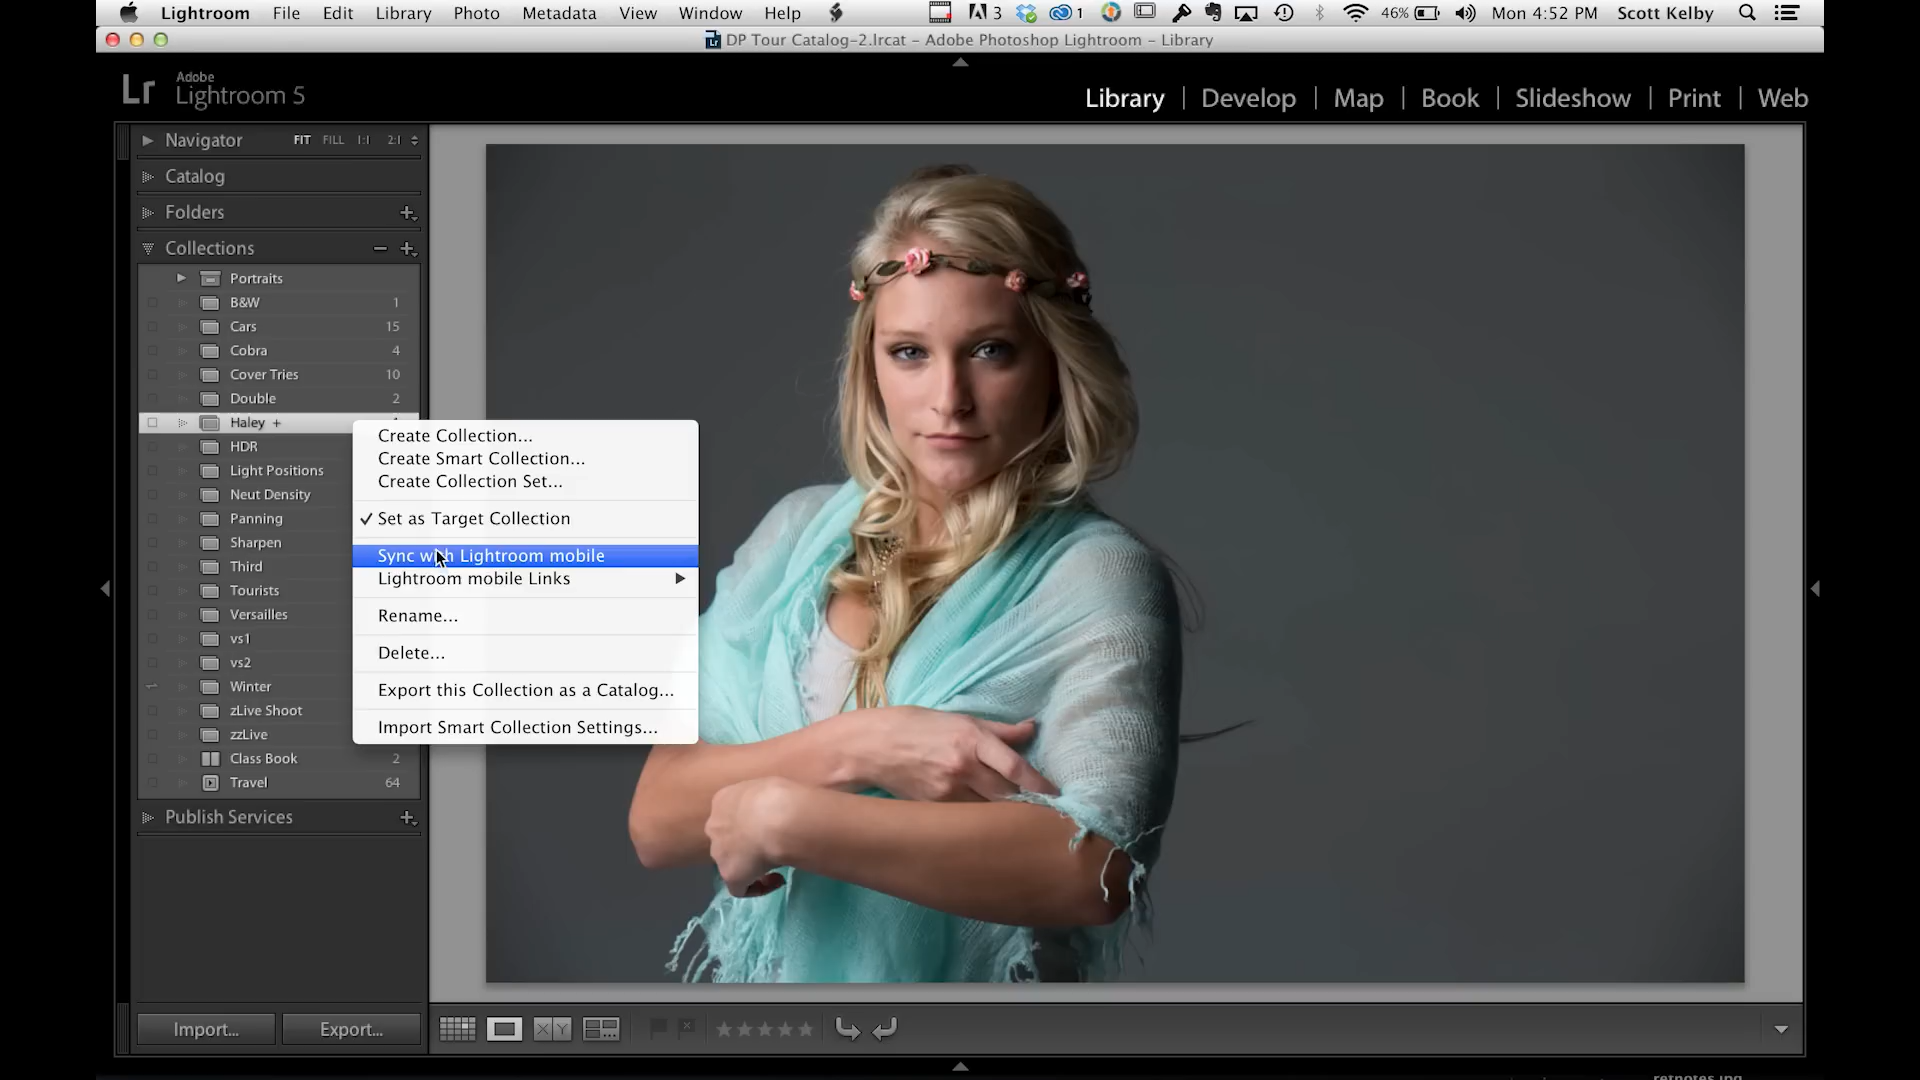 Lightroom File Edit Library Photo Metadata View Window Help 3 1 46% Mon 4:52 PM Scott Kelby
DP Tour Catalog-2.lrcat – Adobe Photoshop Lightroom – Library
Lr Adobe Lightroom 5
Library | Develop | Map | Book | Slideshow | Print | Web
Navigator FIT FILL 1:1 2:1
Catalog
Folders
Collections
Portraits
B&W 1
Cars 15
Cobra 4
Cover Tries 10
Double 2
Haley +
HDR
Light Positions
Neut Density
Panning
Sharpen
Third
Tourists
Versailles
vs1
vs2
Winter
zLive Shoot
zzLive
Class Book 2
Travel 64
Publish Services
Create Collection...
Create Smart Collection...
Create Collection Set...
Set as Target Collection
Sync with Lightroom mobile
Lightroom mobile Links
Rename...
Delete...
Export this Collection as a Catalog...
Import Smart Collection Settings...
Import... Export...
XY